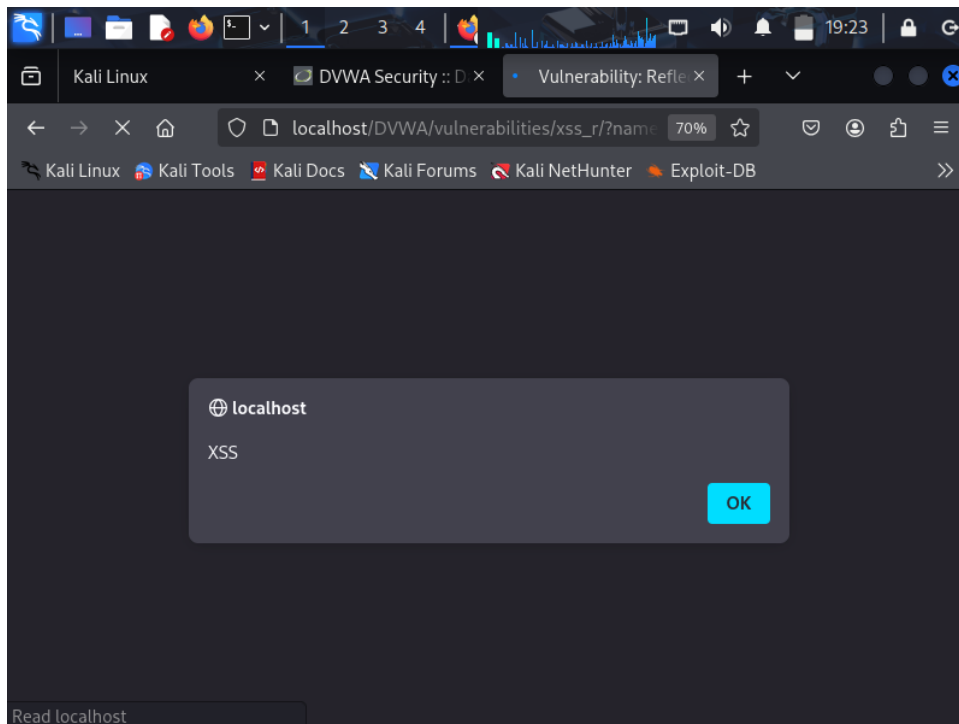 1 2 3 4 19:23
Kali Linux DVWA Security :: D Vulnerability: Refle
localhost/DVWA/vulnerabilities/xss_r/?name 70%
Kali Linux Kali Tools Kali Docs Kali Forums Kali NetHunter Exploit-DB
localhost
XSS
OK
Read localhost